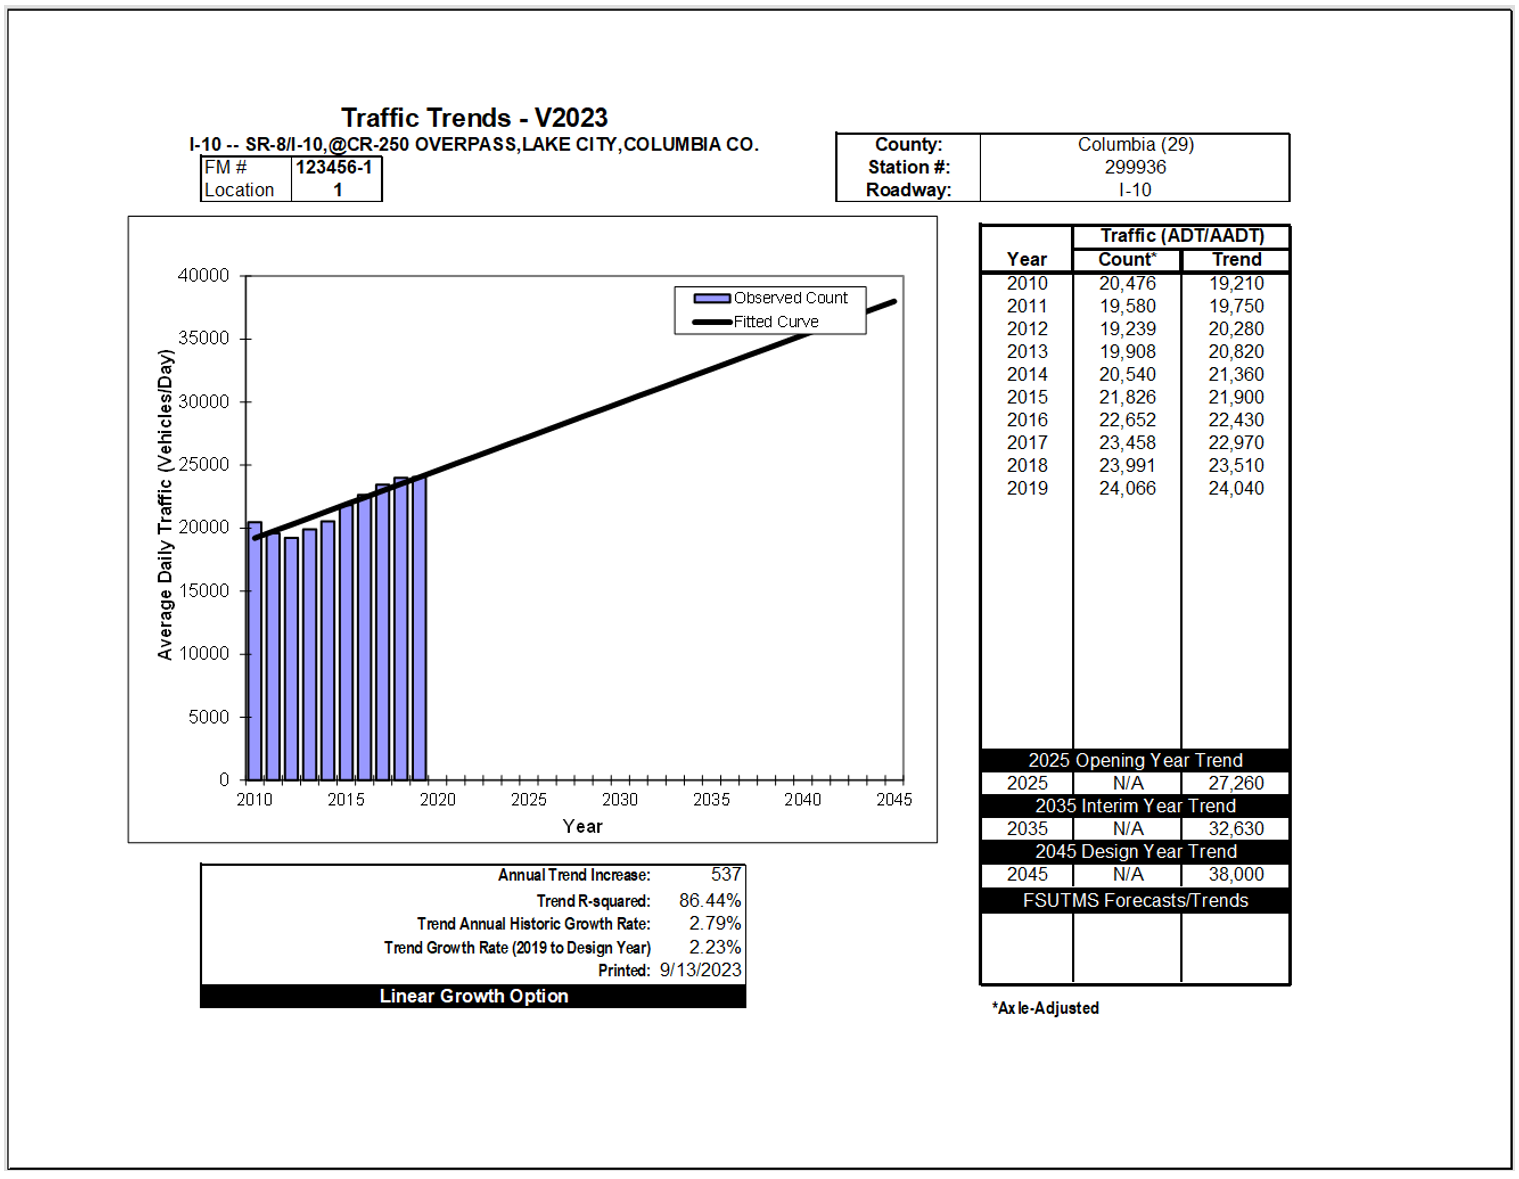 Traffic Trends - V2023
I-10 -- SR-8/I-10,@CR-250 OVERPASS,LAKE CITY,COLUMBIA CO.
FM # 123456-1
Location 1
County: Columbia (29)
Station #: 299936
Roadway: I-10
40000
35000
30000
25000
20000
15000
10000
5000
0
Average Daily Traffic (Vehicles/Day)
Observed Count
Fitted Curve
2010 2015 2020 2025 2030 2035 2040 2045
Year
Traffic (ADT/AADT)
Year Count* Trend
2010 20,476 19,210
2011 19,580 19,750
2012 19,239 20,280
2013 19,908 20,820
2014 20,540 21,360
2015 21,826 21,900
2016 22,652 22,430
2017 23,458 22,970
2018 23,991 23,510
2019 24,066 24,040
2025 Opening Year Trend
2025 N/A 27,260
2035 Interim Year Trend
2035 N/A 32,630
2045 Design Year Trend
2045 N/A 38,000
FSUTMS Forecasts/Trends
*Axle-Adjusted
Annual Trend Increase: 537
Trend R-squared: 86.44%
Trend Annual Historic Growth Rate: 2.79%
Trend Growth Rate (2019 to Design Year) 2.23%
Printed: 9/13/2023
Linear Growth Option